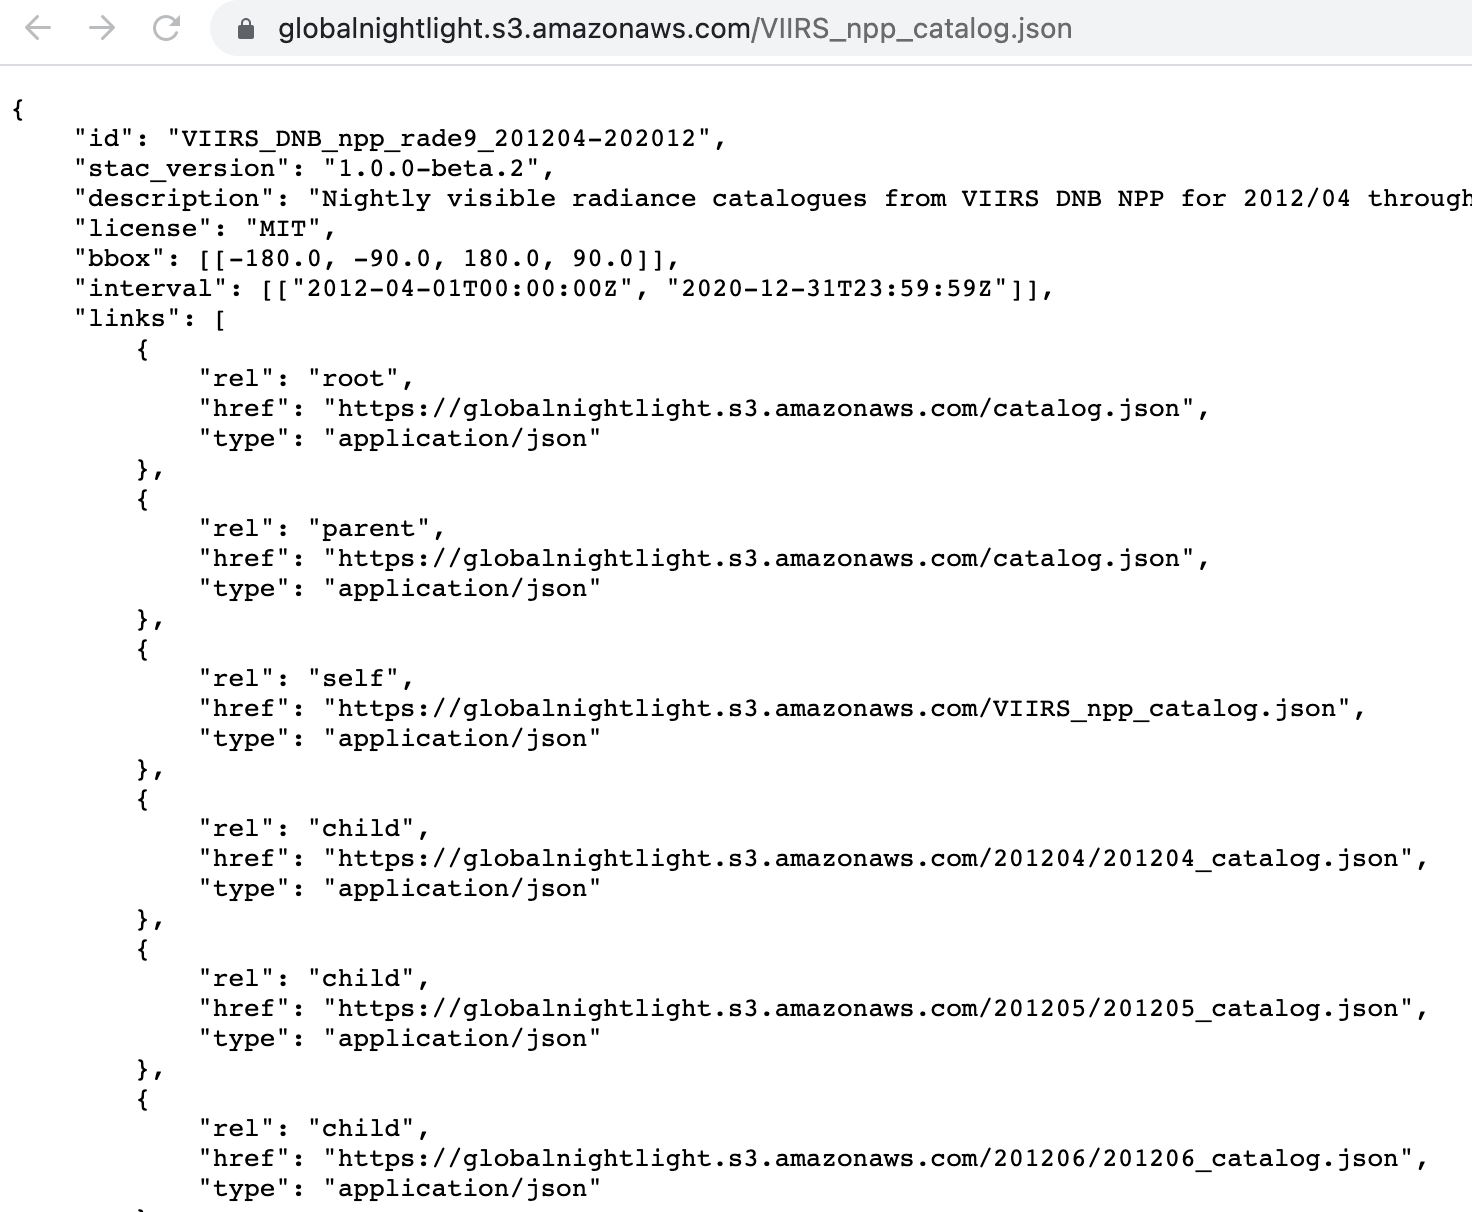 globalnightlight.s3.amazonaws.com/VIIRS_npp_catalog.json
{
    "id": "VIIRS_DNB_npp_rade9_201204-202012",
    "stac_version": "1.0.0-beta.2",
    "description": "Nightly visible radiance catalogues from VIIRS DNB NPP for 2012/04 through
    "license": "MIT",
    "bbox": [[-180.0, -90.0, 180.0, 90.0]],
    "interval": [["2012-04-01T00:00:00Z", "2020-12-31T23:59:59Z"]],
    "links": [
        {
            "rel": "root",
            "href": "https://globalnightlight.s3.amazonaws.com/catalog.json",
            "type": "application/json"
        },
        {
            "rel": "parent",
            "href": "https://globalnightlight.s3.amazonaws.com/catalog.json",
            "type": "application/json"
        },
        {
            "rel": "self",
            "href": "https://globalnightlight.s3.amazonaws.com/VIIRS_npp_catalog.json",
            "type": "application/json"
        },
        {
            "rel": "child",
            "href": "https://globalnightlight.s3.amazonaws.com/201204/201204_catalog.json",
            "type": "application/json"
        },
        {
            "rel": "child",
            "href": "https://globalnightlight.s3.amazonaws.com/201205/201205_catalog.json",
            "type": "application/json"
        },
        {
            "rel": "child",
            "href": "https://globalnightlight.s3.amazonaws.com/201206/201206_catalog.json",
            "type": "application/json"